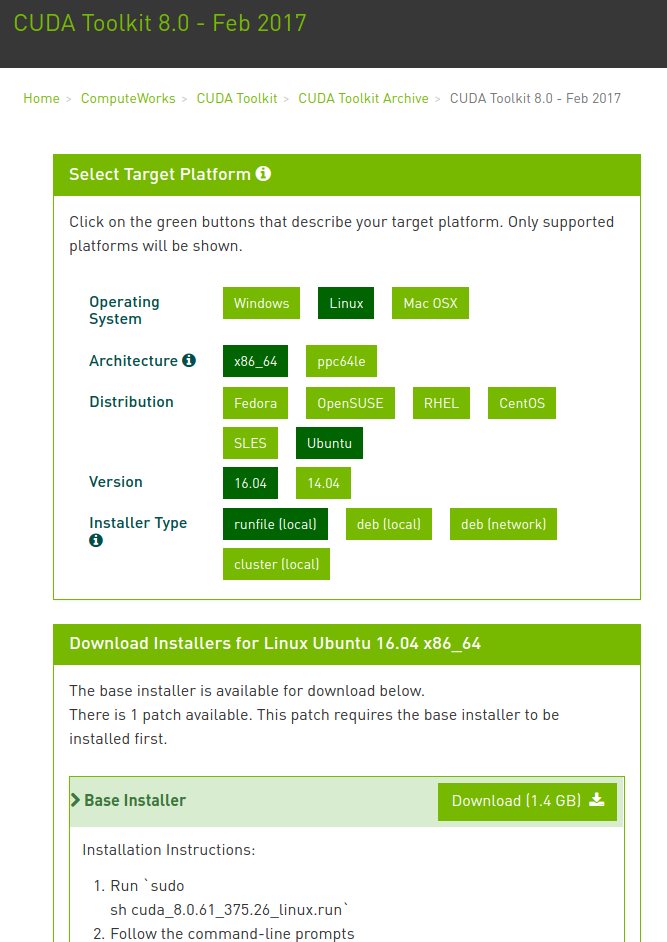 CUDA Toolkit 8.0 - Feb 2017
Home > ComputeWorks > CUDA Toolkit > CUDA Toolkit Archive > CUDA Toolkit 8.0 - Feb 2017
Select Target Platform
Click on the green buttons that describe your target platform. Only supported
platforms will be shown.
Operating
System
Windows Linux Mac OSX
Architecture x86_64 ppc64le
Distribution Fedora OpenSUSE RHEL CentOS
SLES Ubuntu
Version 16.04 14.04
Installer Type runfile (local) deb (local) deb (network)
cluster (local)
Download Installers for Linux Ubuntu 16.04 x86_64
The base installer is available for download below.
There is 1 patch available. This patch requires the base installer to be
installed first.
Base Installer Download (1.4 GB)
Installation Instructions:
1. Run `sudo
sh cuda_8.0.61_375.26_linux.run`
2. Follow the command-line prompts